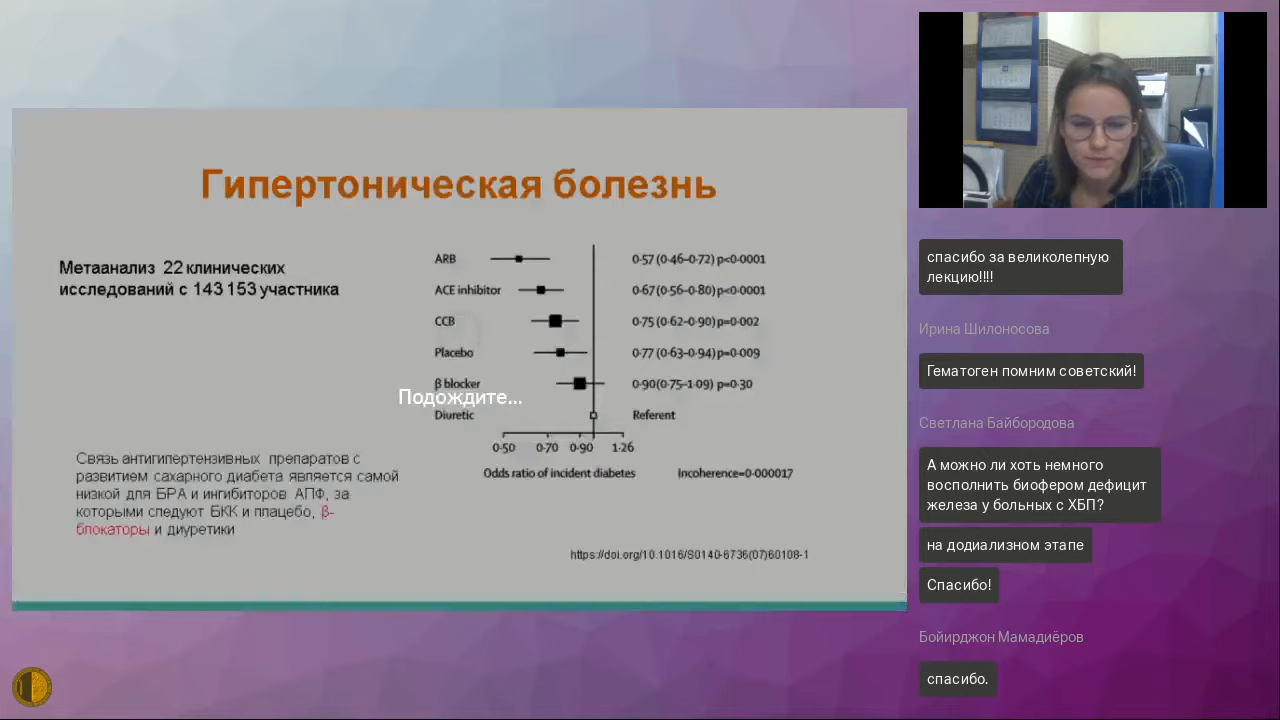 Гипертоническая болезнь
Метаанализ 22 клинических
исследований с 143 153 участника
ARB 0·57 (0·46–0·72) p<0·0001
ACE inhibitor 0·67 (0·56–0·80) p<0·0001
CCB 0·75 (0·62–0·90) p=0·002
Placebo 0·77 (0·63–0·94) p=0·009
β blocker 0·90 (0·75–1·09) p=0·30
Подождите...
Diuretic Referent
0·50 0·70 0·90 1·26
Odds ratio of incident diabetes Incoherence=0·000017
Связь антигипертензивных препаратов с
развитием сахарного диабета является самой
низкой для БРА и ингибиторов АПФ, за
которыми следуют БКК и плацебо, β-
блокаторы и диуретики
https://doi.org/10.1016/S0140-6736(07)60108-1
спасибо за великолепную
лекцию!!!!
Ирина Шилоносова
Гематоген помним советский!
Светлана Байбородова
А можно ли хоть немного
восполнить биофером дефицит
железа у больных с ХБП?
на додиализном этапе
Спасибо!
Бойирджон Мамадиёров
спасибо.